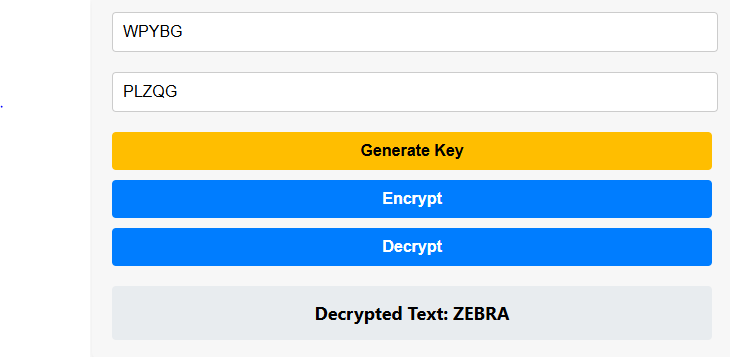 WPYBG
PLZQG
Generate Key
Encrypt
Decrypt
Decrypted Text: ZEBRA